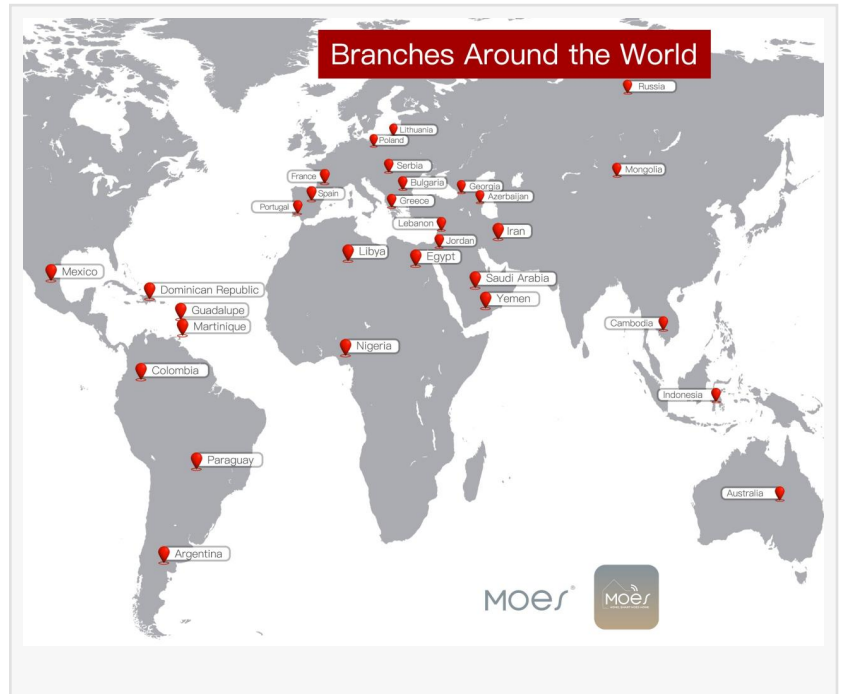 Branches Around the World
Russia
Lithuania
Poland
Serbia
Mongolia
France
Bulgaria
Georgia
Spain
Azerbaijan
Portugal
Greece
Lebanon
Iran
Jordan
Libya
Egypt
Mexico
Saudi Arabia
Dominican Republic
Yemen
Guadalupe
Martinique
Cambodia
Nigeria
Colombia
Indonesia
Paraguay
Australia
Argentina
MOes®
MOes